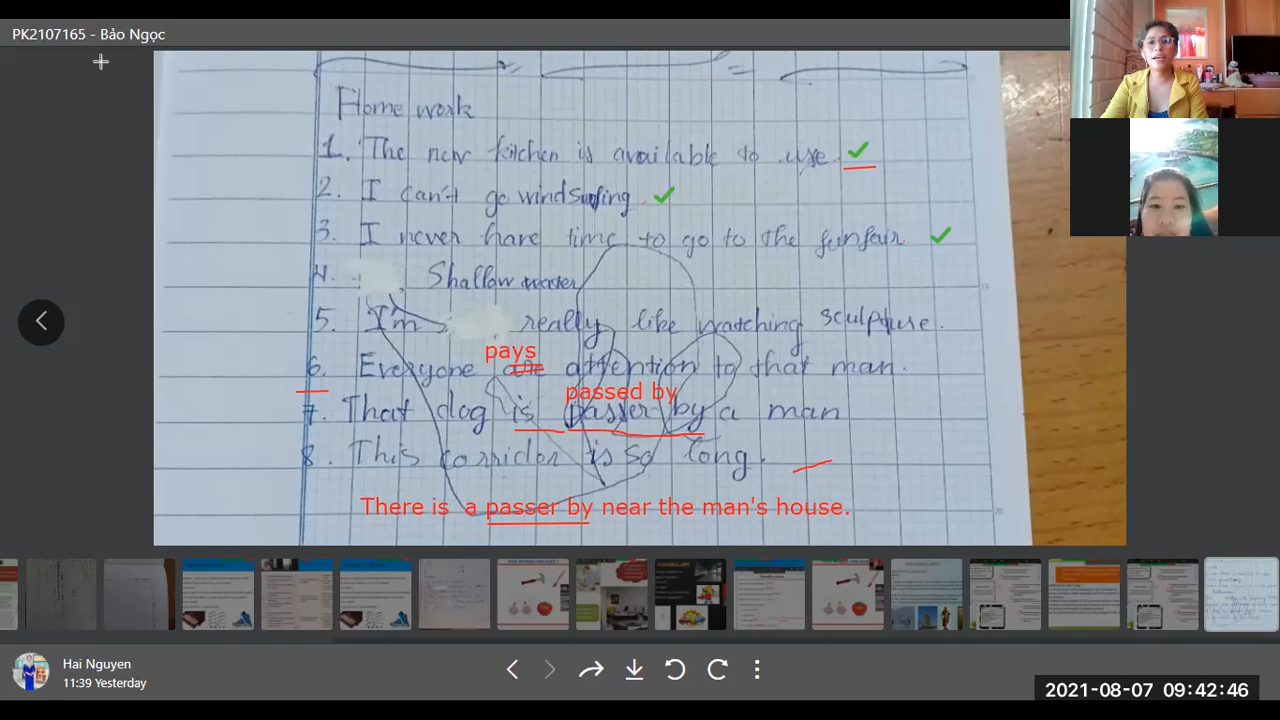 PK2107165 - Bảo Ngọc
Home work
1. The new kitchen is available to use. ✓
2. I can't go windsurfing. ✓
3. I never have time to go to the funfair. ✓
4. Shallow water
5. I'm really like watching sculpture.
pays
6. Everyone are attention to that man.
passed by
7. That dog is passer by a man
8. This corridor is so long.
There is a passer by near the man's house.
Hai Nguyen
11:39 Yesterday
2021-08-07 09:42:46